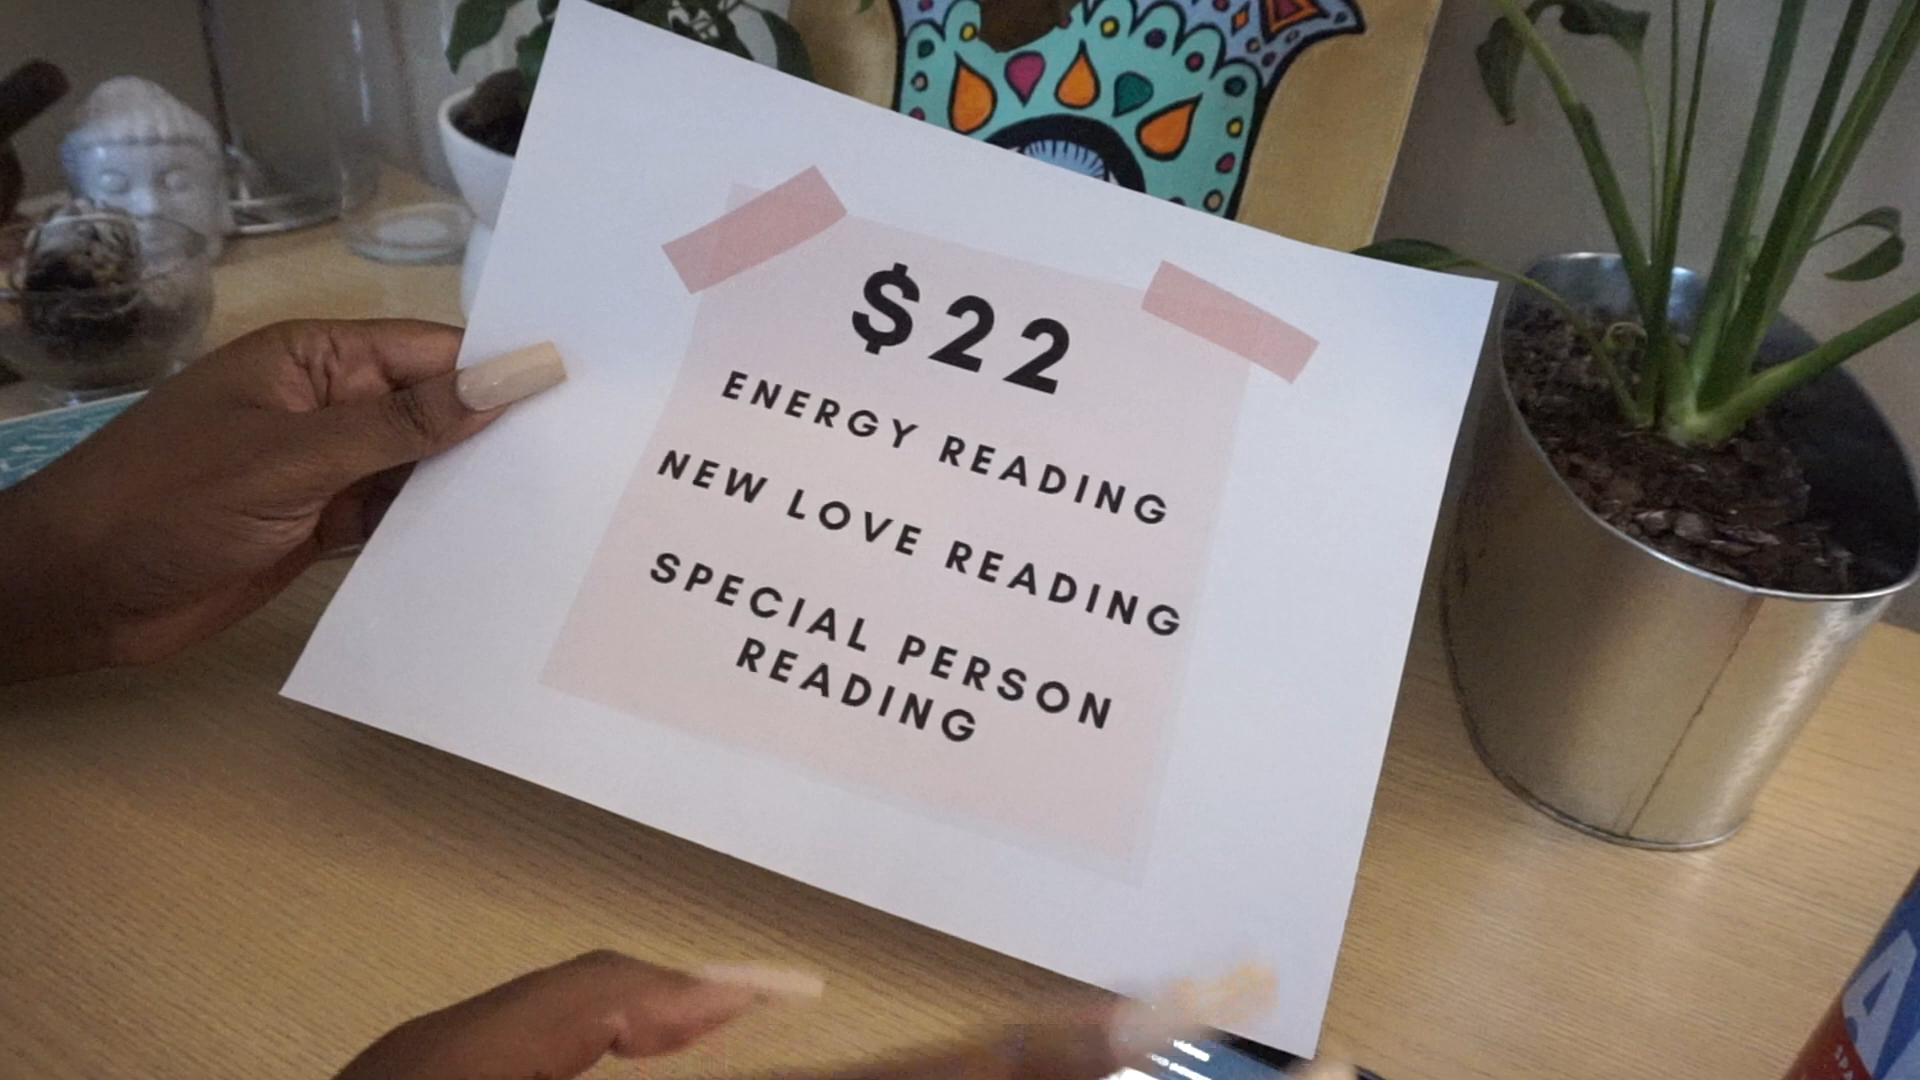 $22
ENERGY READING
NEW LOVE READING
SPECIAL PERSON
READING